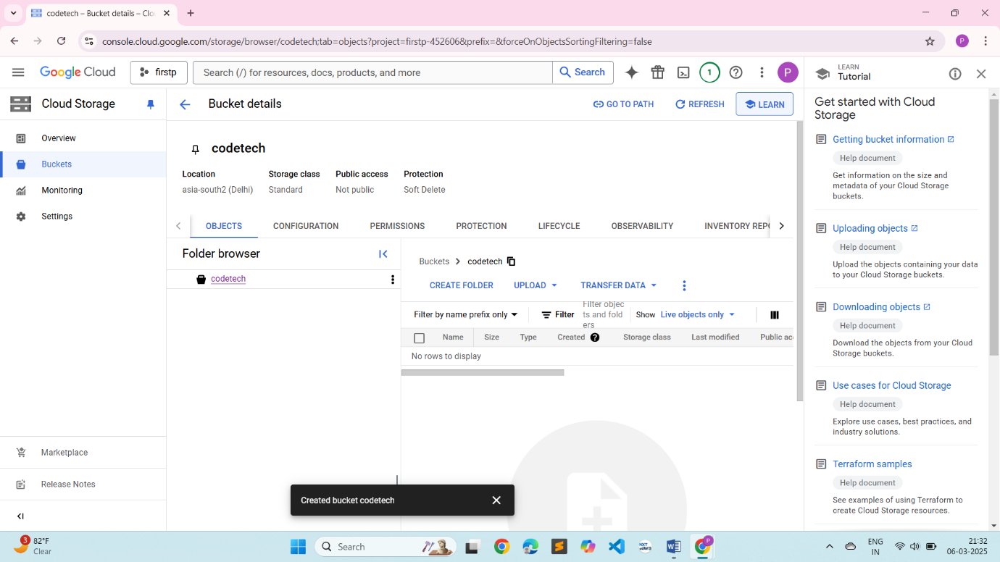 codetech – Bucket details – Clo
console.cloud.google.com/storage/browser/codetech;tab=objects?project=firstp-452606&prefix=&forceOnObjectsSortingFiltering=false
P
Google Cloud
firstp
Search (/) for resources, docs, products, and more
Search
1
P
LEARN
Tutorial
Cloud Storage
Bucket details
GO TO PATH
REFRESH
LEARN
Overview
Buckets
Monitoring
Settings
Marketplace
Release Notes
codetech
Location
Storage class
Public access
Protection
asia-south2 (Delhi)
Standard
Not public
Soft Delete
OBJECTS
CONFIGURATION
PERMISSIONS
PROTECTION
LIFECYCLE
OBSERVABILITY
INVENTORY REPO
Folder browser
codetech
Buckets
codetech
CREATE FOLDER
UPLOAD
TRANSFER DATA
Filter by name prefix only
Filter
Filter objec
ts and fold
ers
Show
Live objects only
Name
Size
Type
Created
Storage class
Last modified
Public ac
No rows to display
Created bucket codetech
Get started with Cloud
Storage
Getting bucket information
Help document
Get information on the size and
metadata of your Cloud Storage
buckets.
Uploading objects
Help document
Upload the objects containing your data
to your Cloud Storage buckets.
Downloading objects
Help document
Download the objects from your Cloud
Storage buckets.
Use cases for Cloud Storage
Help document
Explore use cases, best practices, and
industry solutions.
Terraform samples
Help document
See examples of using Terraform to
create Cloud Storage resources.
3
82°F
Clear
Search
P
ENG
IN
21:32
06-03-2025